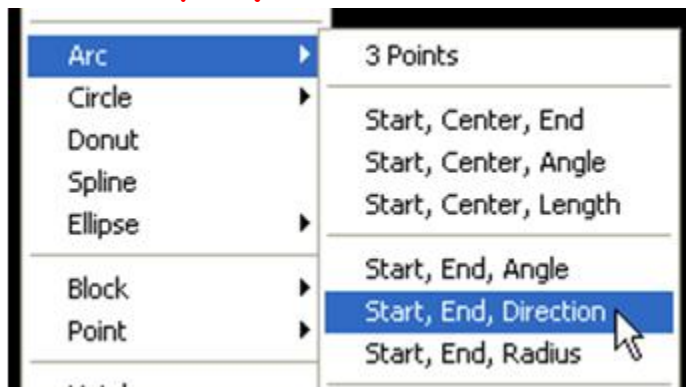 Arc
Circle
Donut
Spline
Ellipse
Block
Point
3 Points
Start, Center, End
Start, Center, Angle
Start, Center, Length
Start, End, Angle
Start, End, Direction
Start, End, Radius